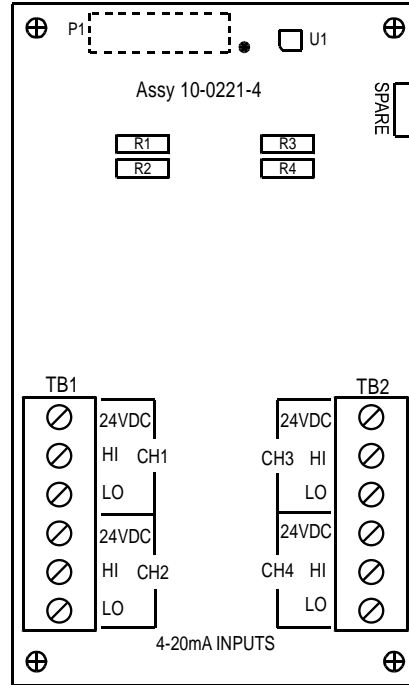 P1
U1
Assy 10-0221-4
SPARE
R1
R3
R2
R4
TB1
TB2
24VDC
24VDC
HI CH1
CH3 HI
LO
LO
24VDC
24VDC
HI CH2
CH4 HI
LO
LO
4-20mA INPUTS